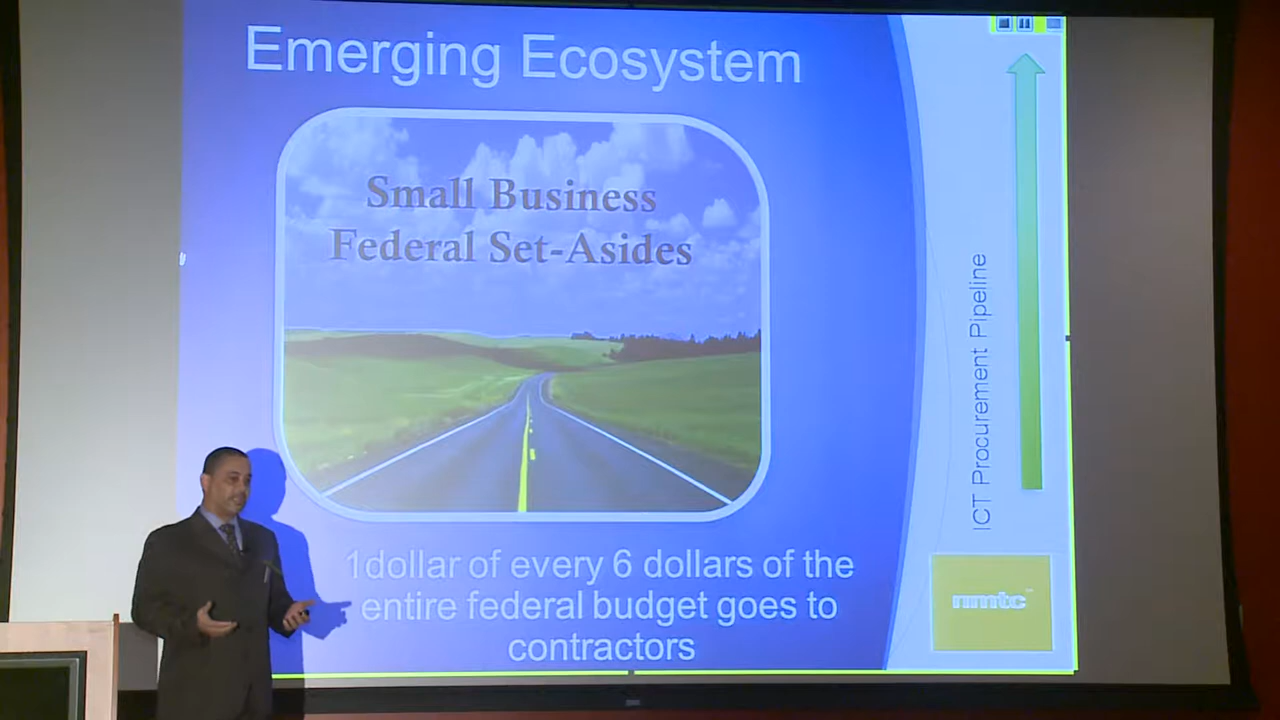 Emerging Ecosystem
Small Business
Federal Set-Asides
1dollar of every 6 dollars of the
entire federal budget goes to
contractors
ICT Procurement Pipeline
nmtc